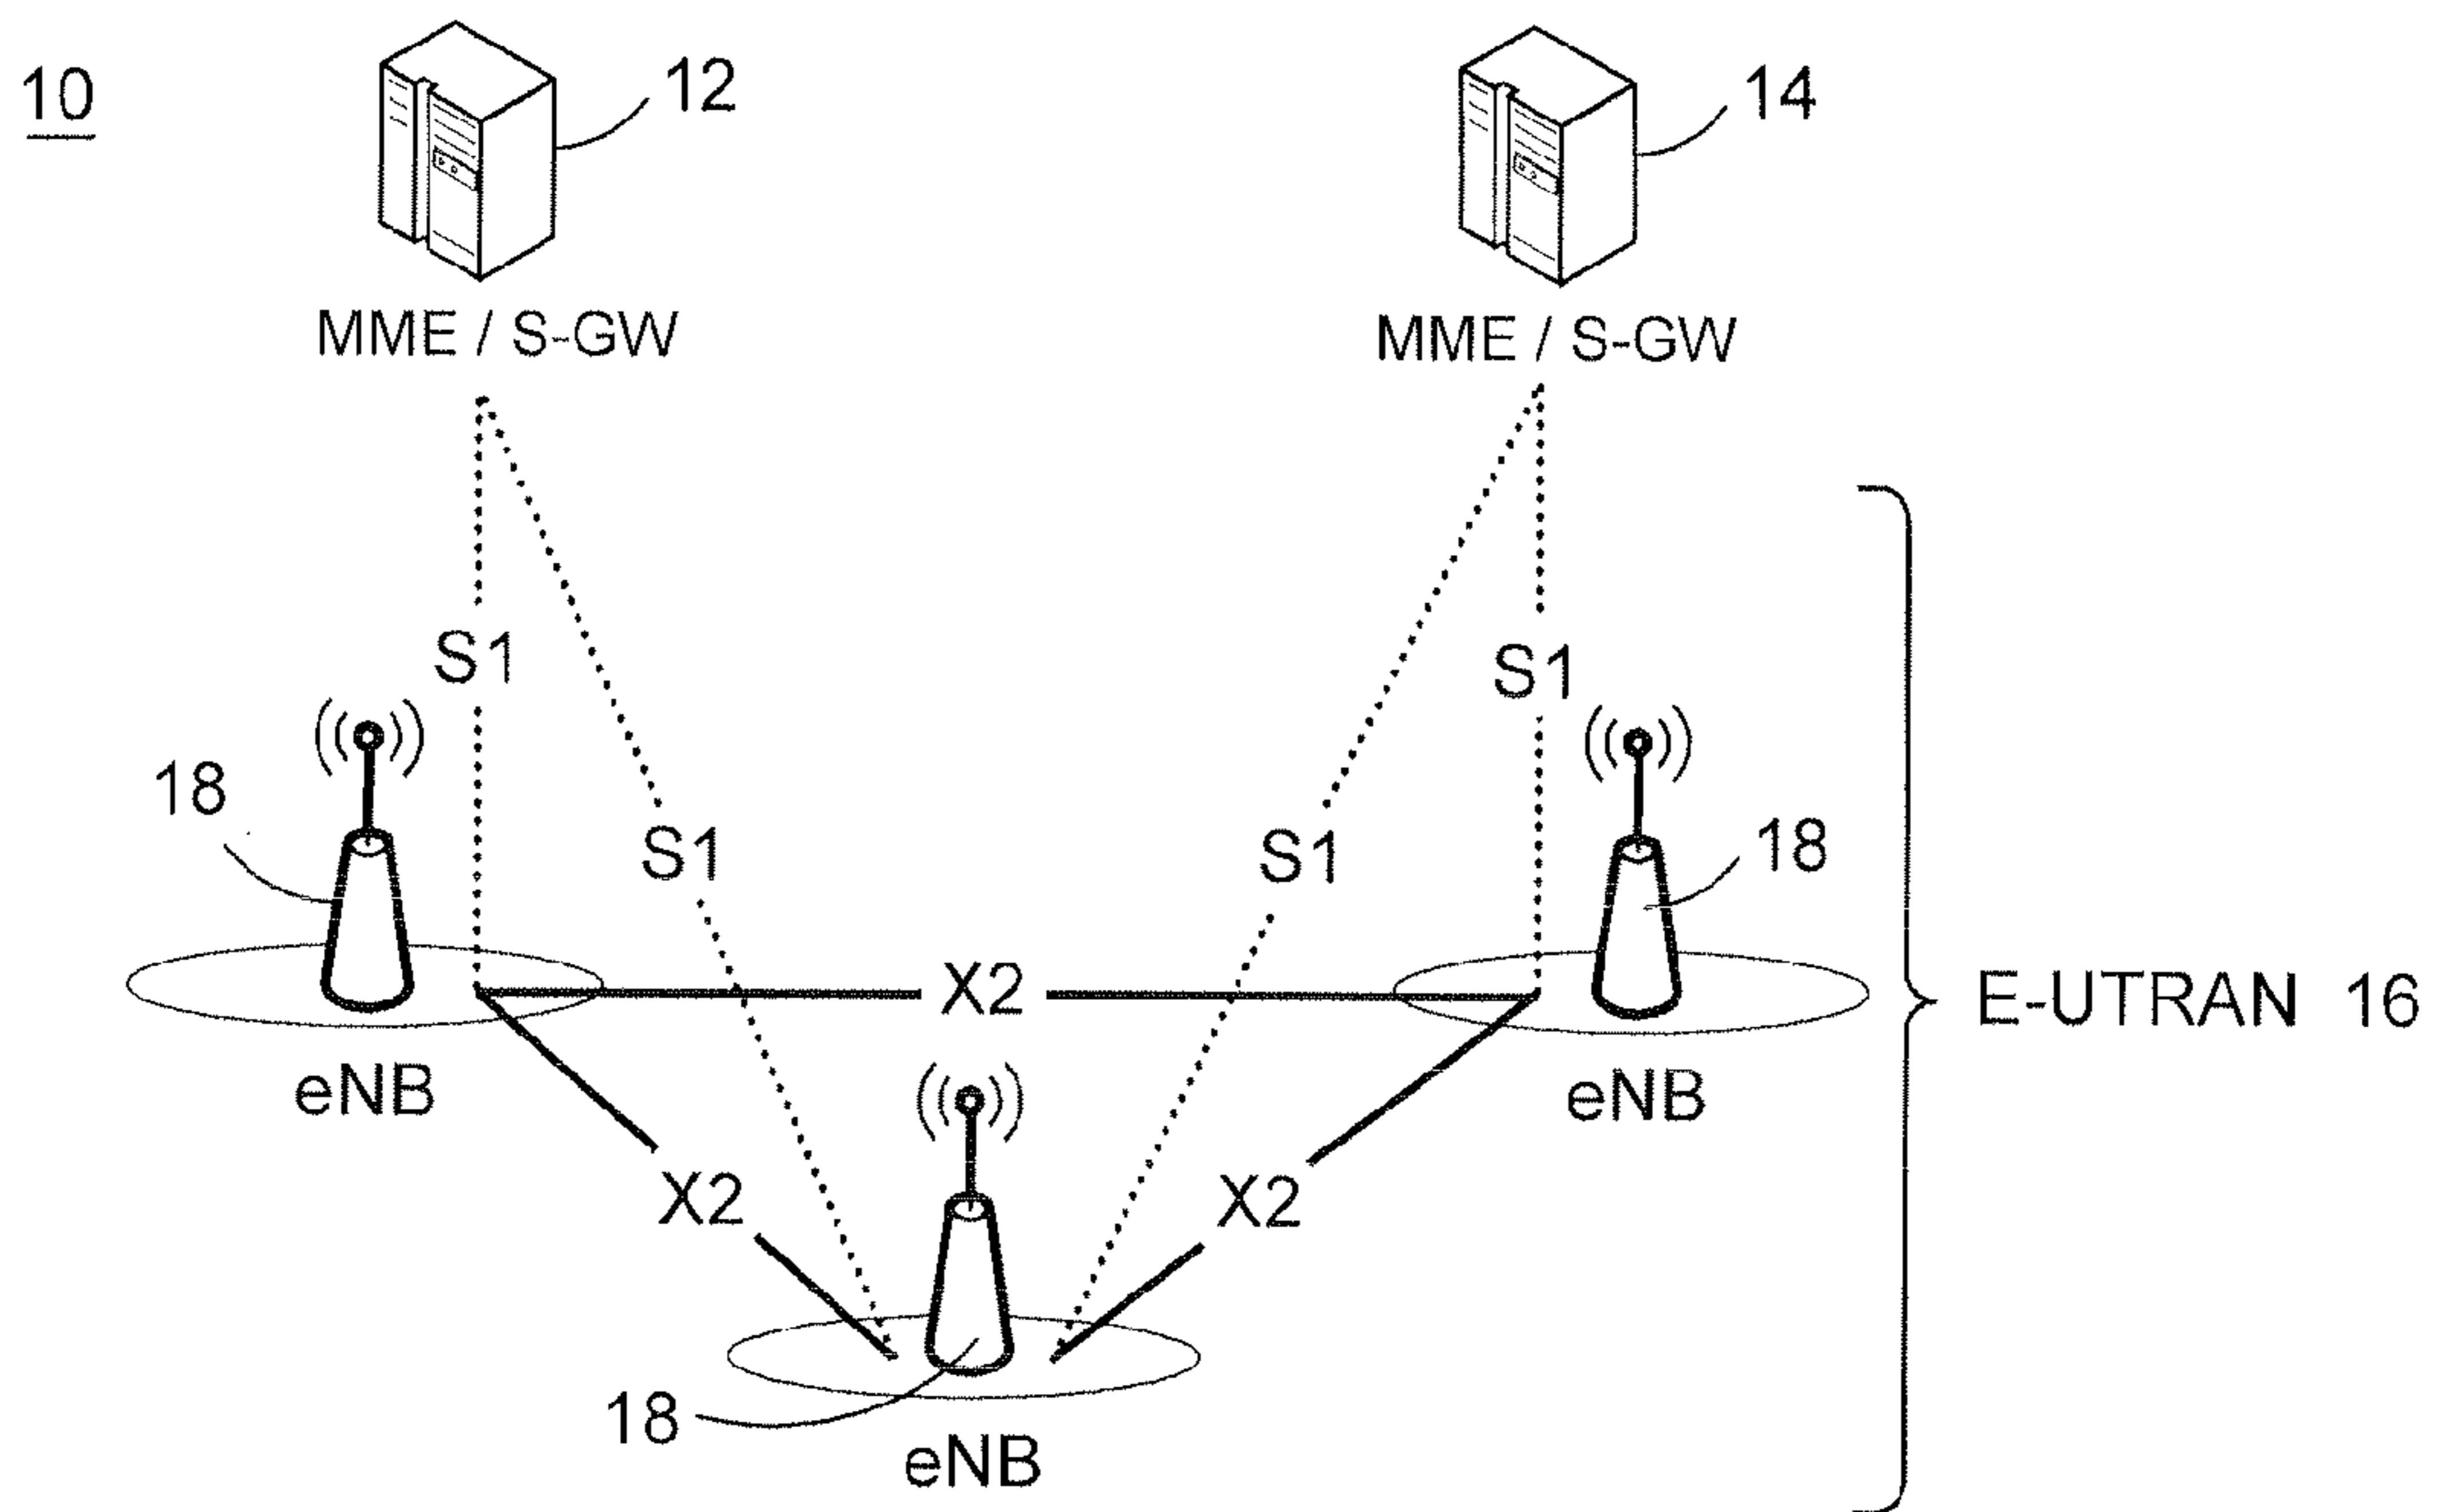 10
12
14
MME / S-GW
MME / S-GW
S1
S1
18
S1
S1
18
X2
E-UTRAN 16
eNB
eNB
X2
X2
18
eNB